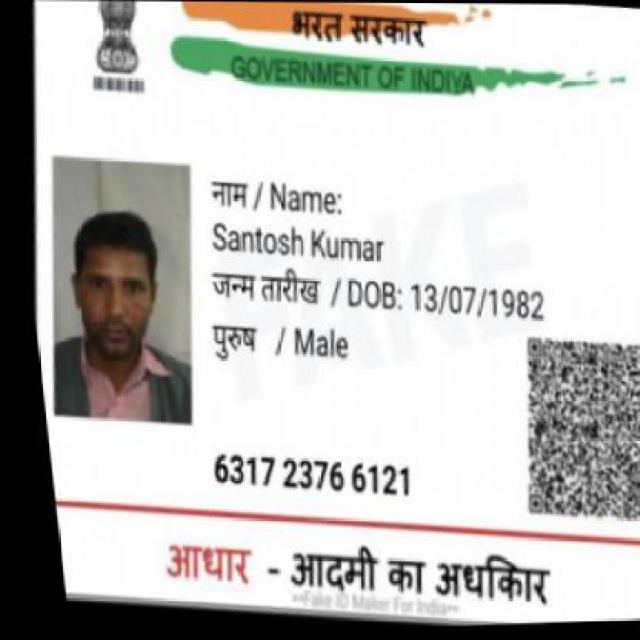 भरत सरकार
GOVERNMENT OF INDIYA
FAKE
नाम / Name:
Santosh Kumar
जन्म तारीख / DOB: 13/07/1982
पुरुष / Male
6317 2376 6121
आधार - आदमी का अधकिार
**Fake ID Maker For India**